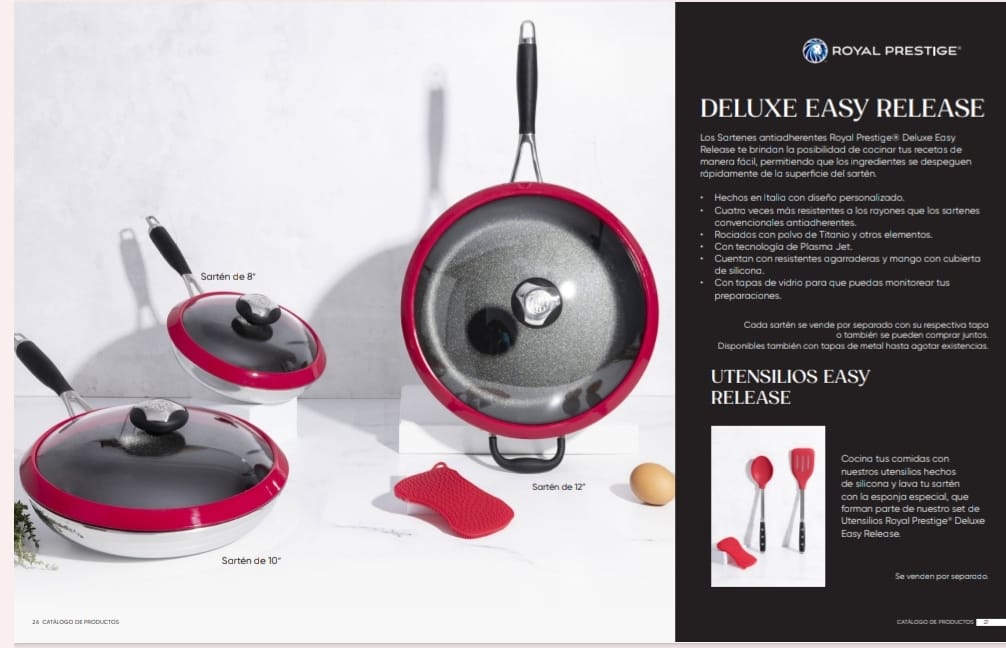 Sartén de 8"
Sartén de 12"
Sartén de 10"
26 CATÁLOGO DE PRODUCTOS
ROYAL PRESTIGE®
DELUXE EASY RELEASE
Los Sartenes antiadherentes Royal Prestige® Deluxe Easy
Release te brindan la posibilidad de cocinar tus recetas de
manera fácil, permitiendo que los ingredientes se despeguen
rápidamente de la superficie del sartén.
• Hechos en Italia con diseño personalizado.
• Cuatro veces más resistentes a los rayones que los sartenes
convencionales antiadherentes.
• Rociados con polvo de Titanio y otros elementos.
• Con tecnología de Plasma Jet.
• Cuentan con resistentes agarraderas y mango con cubierta
de silicona.
• Con tapas de vidrio para que puedas monitorear tus
preparaciones.
Cada sartén se vende por separado con su respectiva tapa
o también se pueden comprar juntos.
Disponibles también con tapas de metal hasta agotar existencias.
UTENSILIOS EASY
RELEASE
Cocina tus comidas con
nuestros utensilios hechos
de silicona y lava tu sartén
con la esponja especial, que
forman parte de nuestro set de
Utensilios Royal Prestige® Deluxe
Easy Release.
Se venden por separado.
CATÁLOGO DE PRODUCTOS 27